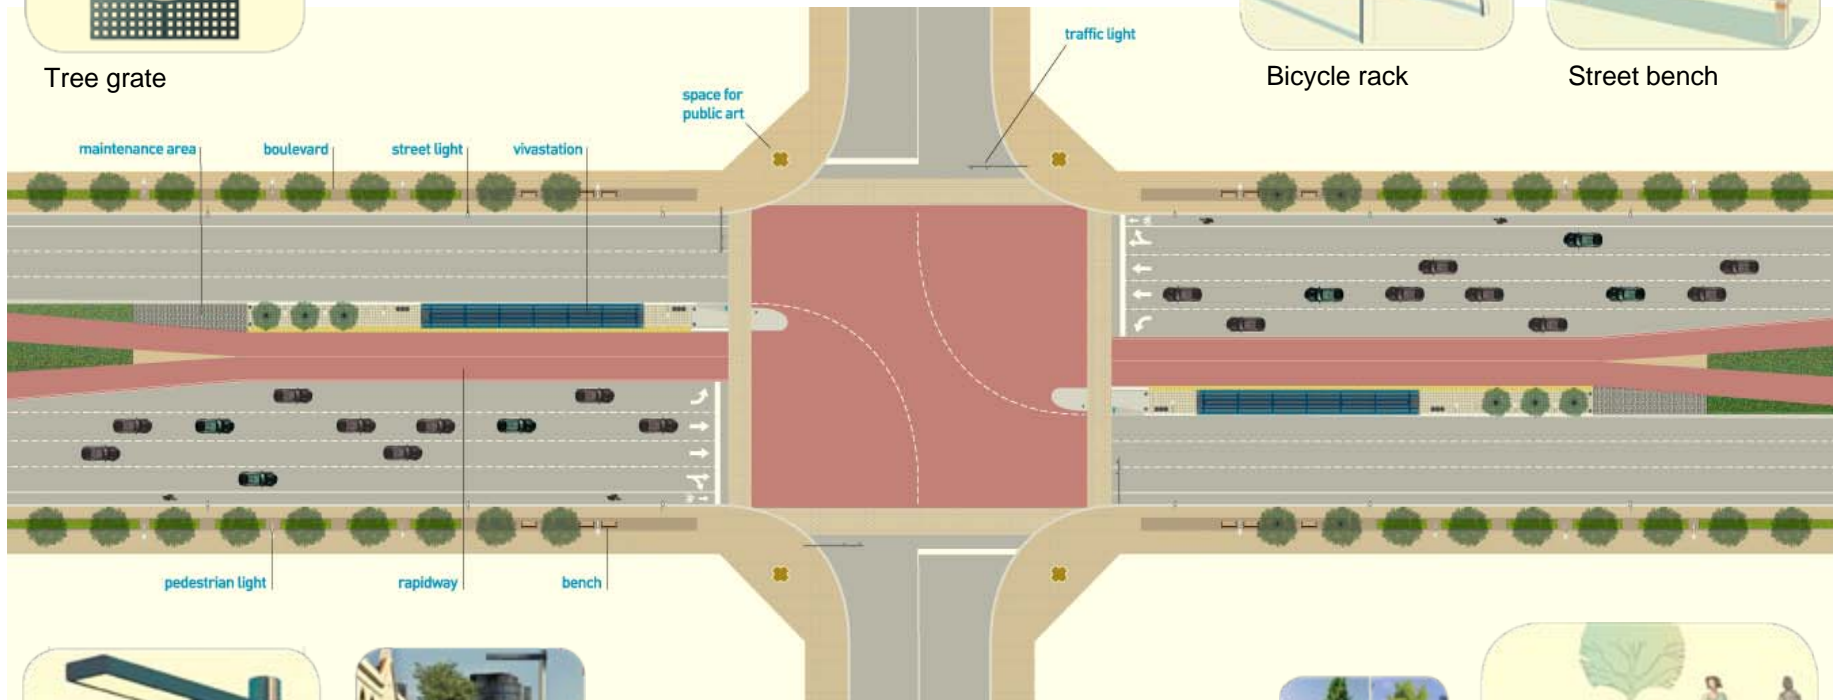 Tree grate
Bicycle rack
Street bench
traffic light
space for
public art
maintenance area
boulevard
street light
vivastation
pedestrian light
rapidway
bench